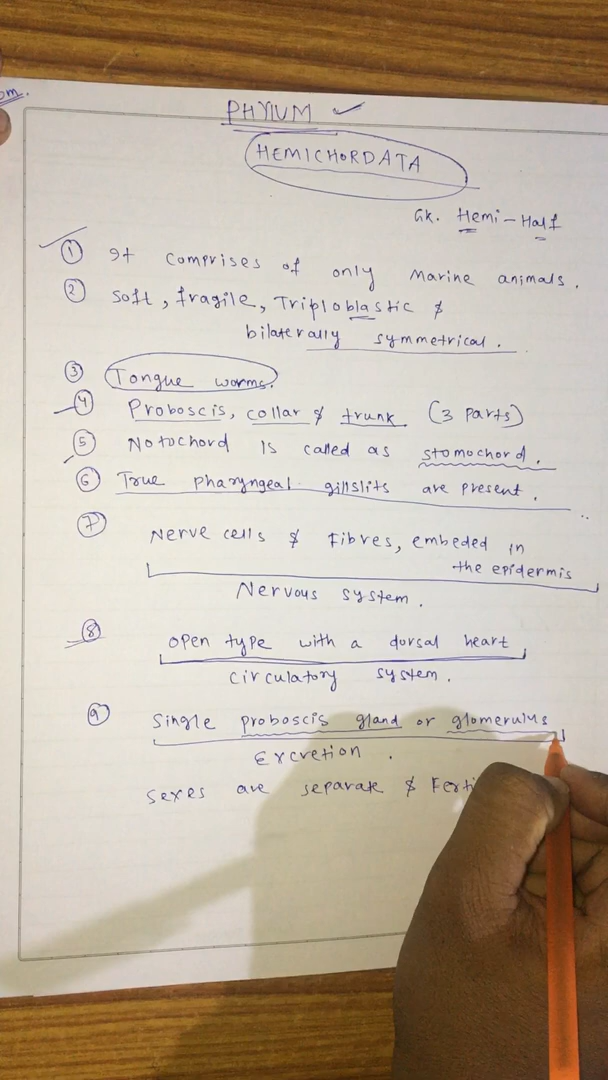 om.
PHYLUM ✓
HEMICHORDATA
Gk. Hemi - Half
① It comprises of only Marine animals.
② Soft, fragile, Triploblastic &
bilaterally symmetrical.
③ Tongue worms.
④ Proboscis, collar & trunk. (3 parts)
⑤ Notochord is called as stomochord.
⑥ True pharyngeal gillslits are present.
⑦ Nerve cells & Fibres, embeded in
the epidermis
Nervous system.
⑧ open type with a dorsal heart
circulatory system.
⑨ Single proboscis gland or glomerulus
Excretion.
Sexes are separate &